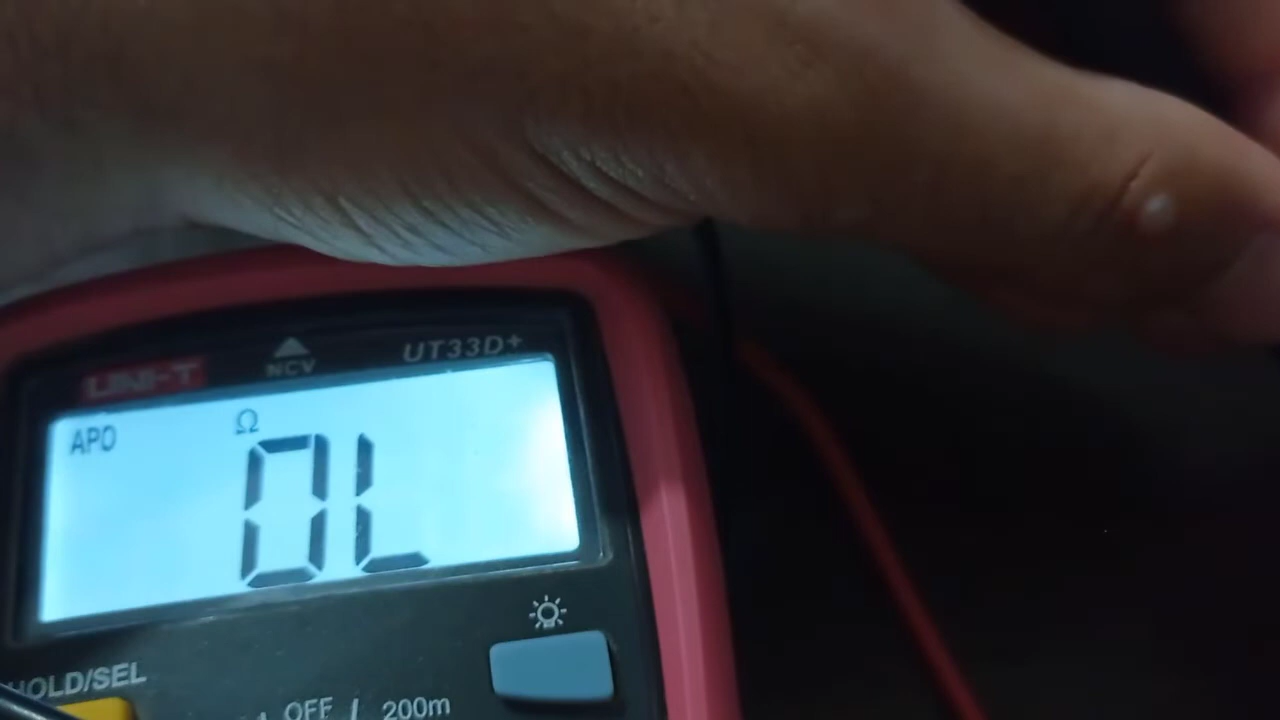 NCV
UT33D+
UNI-T
APO
Ω
OL
HOLD/SEL
OFF
200m